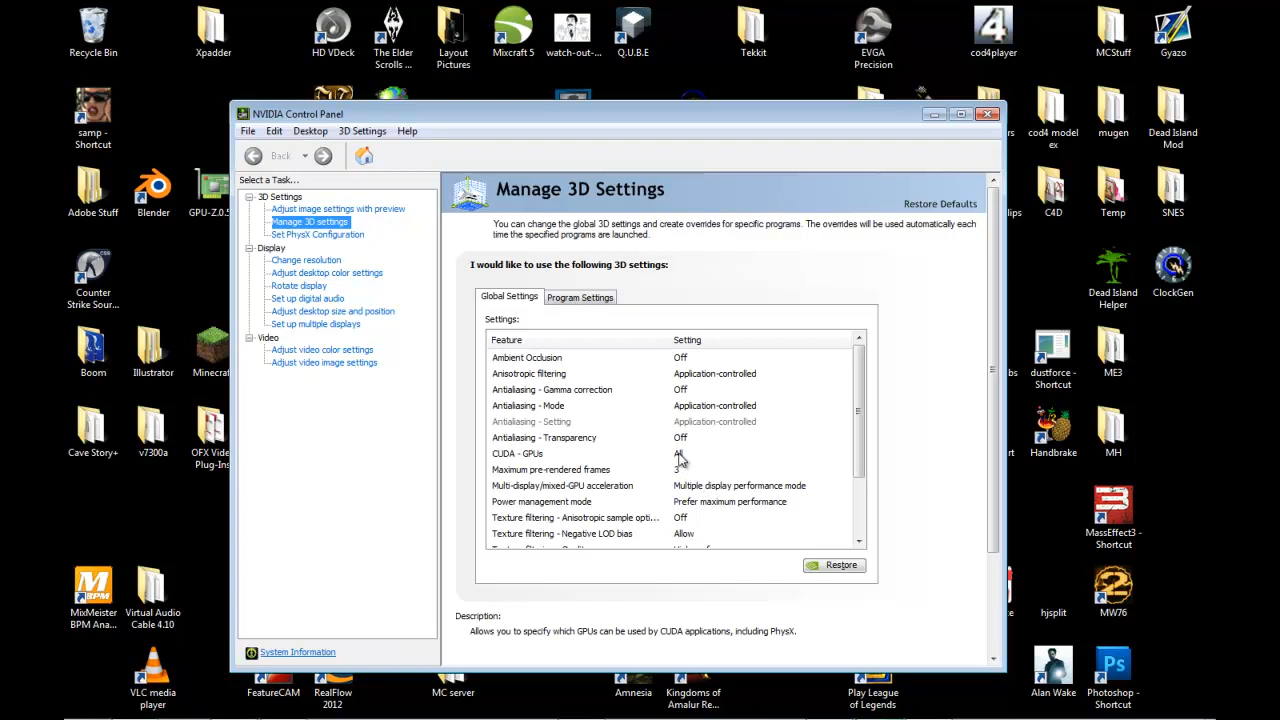 Recycle Bin
Xpadder
HD VDeck
The Elder
Scrolls ...
Layout
Pictures
Mixcraft 5
watch-out-...
Q.U.B.E
Tekkit
EVGA
Precision
cod4player
MCStuff
Gyazo
samp -
Shortcut
cod4 model
ex
mugen
Dead Island
Mod
Adobe Stuff
Blender
GPU-Z.0.5
C4D
Temp
SNES
Counter
Strike Sour...
Dead Island
Helper
ClockGen
Boom
Illustrator
Minecraf
dustforce -
Shortcut
ME3
Cave Story+
v7300a
OFX Vide
Plug-Ins
Handbrake
MH
MassEffect3 -
Shortcut
MixMeister
BPM Ana...
Virtual Audio
Cable 4.10
hjsplit
MW76
VLC media
player
FeatureCAM
RealFlow
2012
MC server
Amnesia
Kingdoms of
Amalur Re...
Play League
of Legends
Alan Wake
Photoshop -
Shortcut
NVIDIA Control Panel
File Edit Desktop 3D Settings Help
Back
Select a Task...
3D Settings
Adjust image settings with preview
Manage 3D settings
Set PhysX Configuration
Display
Change resolution
Adjust desktop color settings
Rotate display
Set up digital audio
Adjust desktop size and position
Set up multiple displays
Video
Adjust video color settings
Adjust video image settings
System Information
Manage 3D Settings
Restore Defaults
You can change the global 3D settings and create overrides for specific programs. The overrides will be used automatically each
time the specified programs are launched.
I would like to use the following 3D settings:
Global Settings Program Settings
Settings:
Feature Setting
Ambient Occlusion Off
Anisotropic filtering Application-controlled
Antialiasing - Gamma correction Off
Antialiasing - Mode Application-controlled
Antialiasing - Setting Application-controlled
Antialiasing - Transparency Off
CUDA - GPUs All
Maximum pre-rendered frames 3
Multi-display/mixed-GPU acceleration Multiple display performance mode
Power management mode Prefer maximum performance
Texture filtering - Anisotropic sample opti... Off
Texture filtering - Negative LOD bias Allow
Restore
Description:
Allows you to specify which GPUs can be used by CUDA applications, including PhysX.